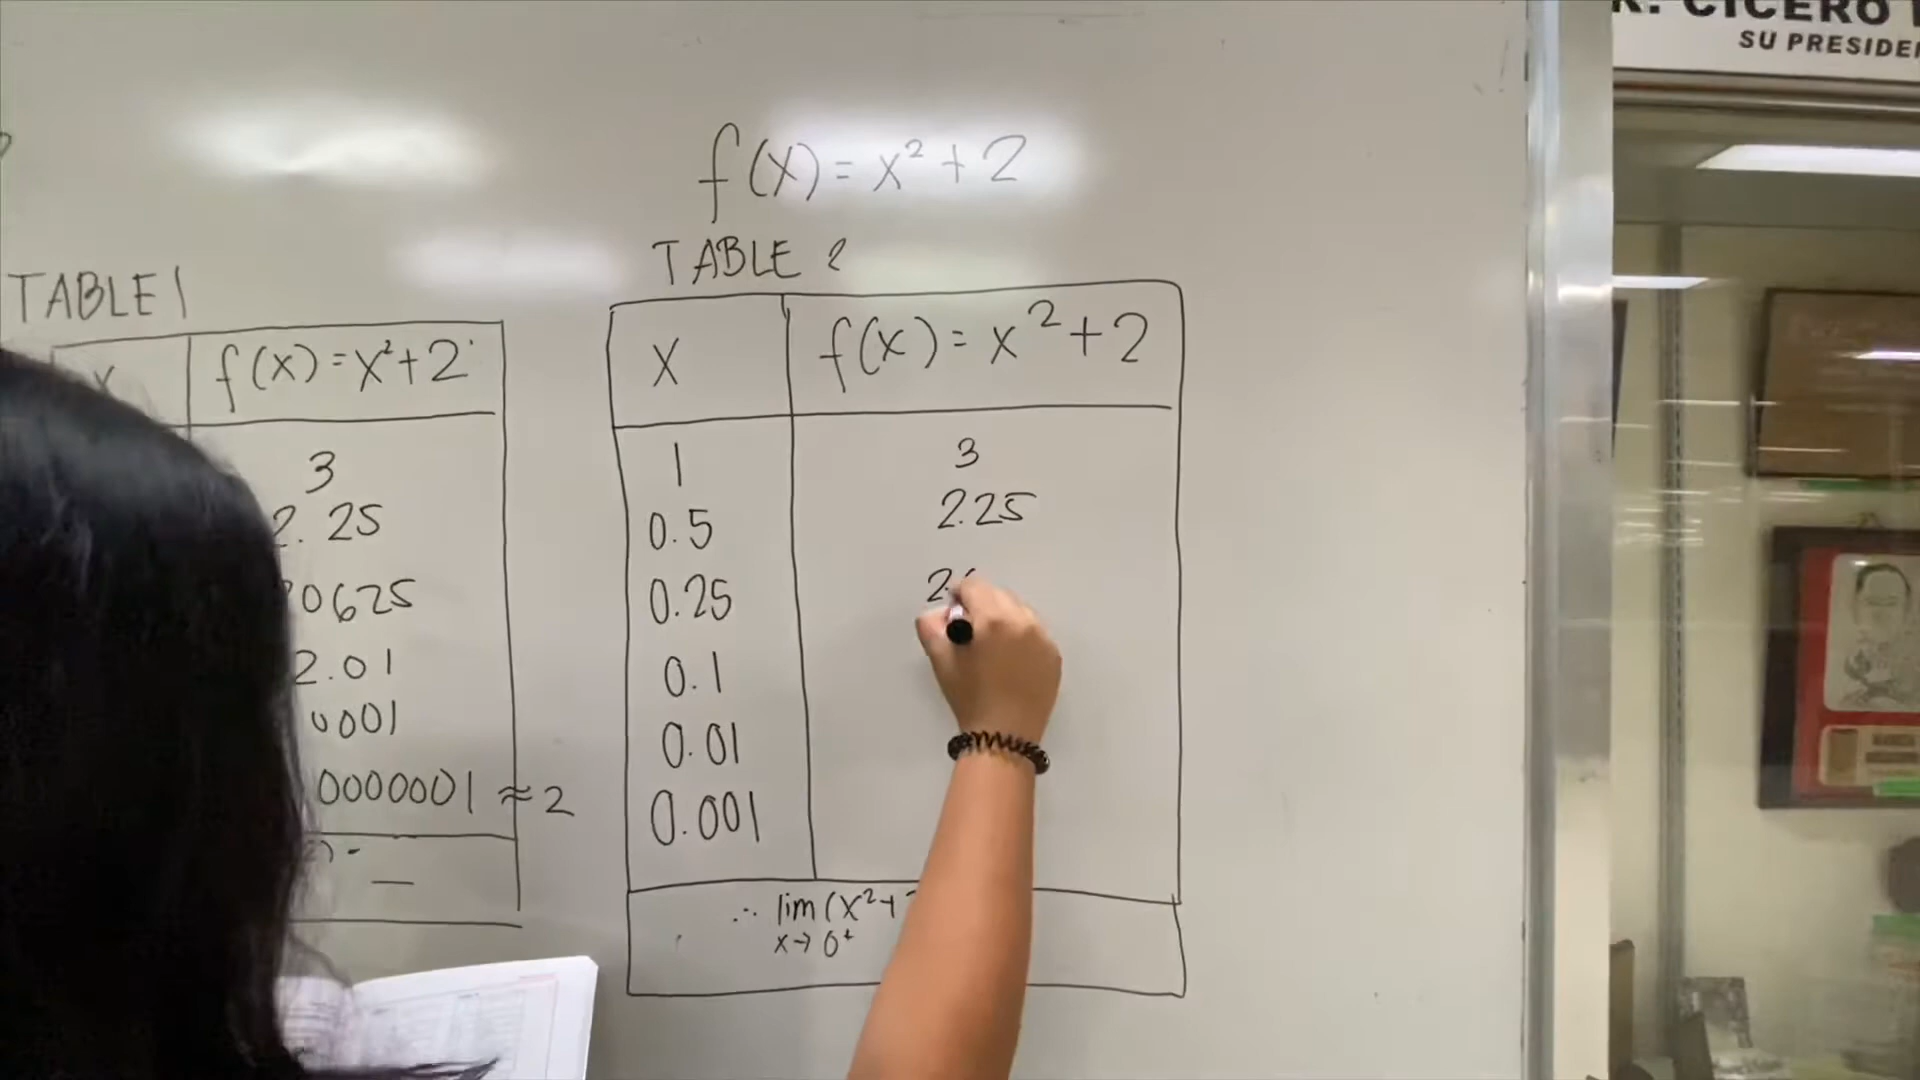 R. CICERO
SU PRESIDEN
f(x) = x² + 2
TABLE 1
f(x) = x² + 2
3
2.25
0625
2.01
0001
0000001 ≈ 2
TABLE 2
x f(x) = x² + 2
1 3
0.5 2.25
0.25 2.
0.1
0.01
0.001
∴ lim (x² +
x → 0⁺